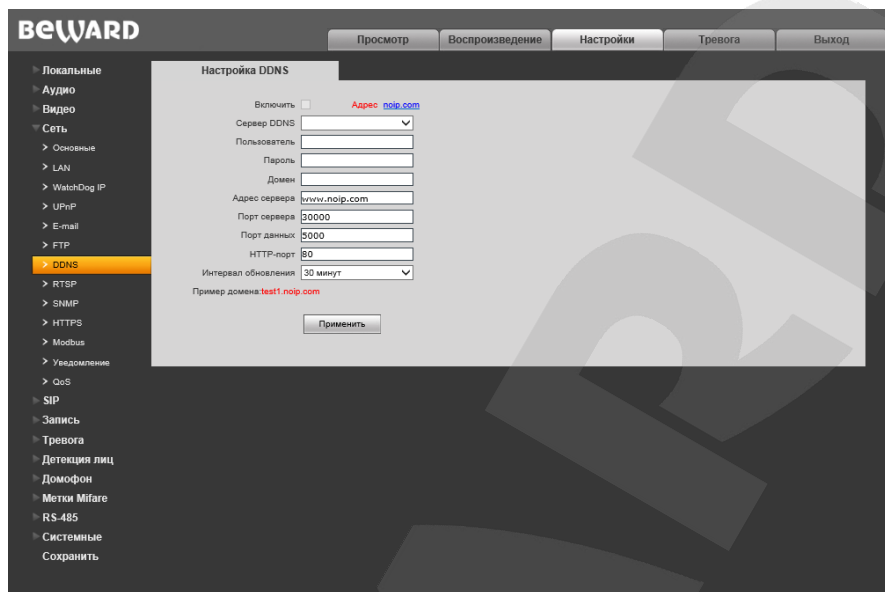 BEWARD
Просмотр Воспроизведение Настройки Тревога Выход
Локальные
Аудио
Видео
Сеть
Основные
LAN
WatchDog IP
UPnP
E-mail
FTP
DDNS
RTSP
SNMP
HTTPS
Modbus
Уведомление
QoS
SIP
Запись
Тревога
Детекция лиц
Домофон
Метки Mifare
RS-485
Системные
Сохранить
Настройка DDNS
Включить Адрес noip.com
Сервер DDNS
Пользователь
Пароль
Домен
Адрес сервера www.noip.com
Порт сервера 30000
Порт данных 5000
HTTP-порт 80
Интервал обновления 30 минут
Пример домена:test1.noip.com
Применить